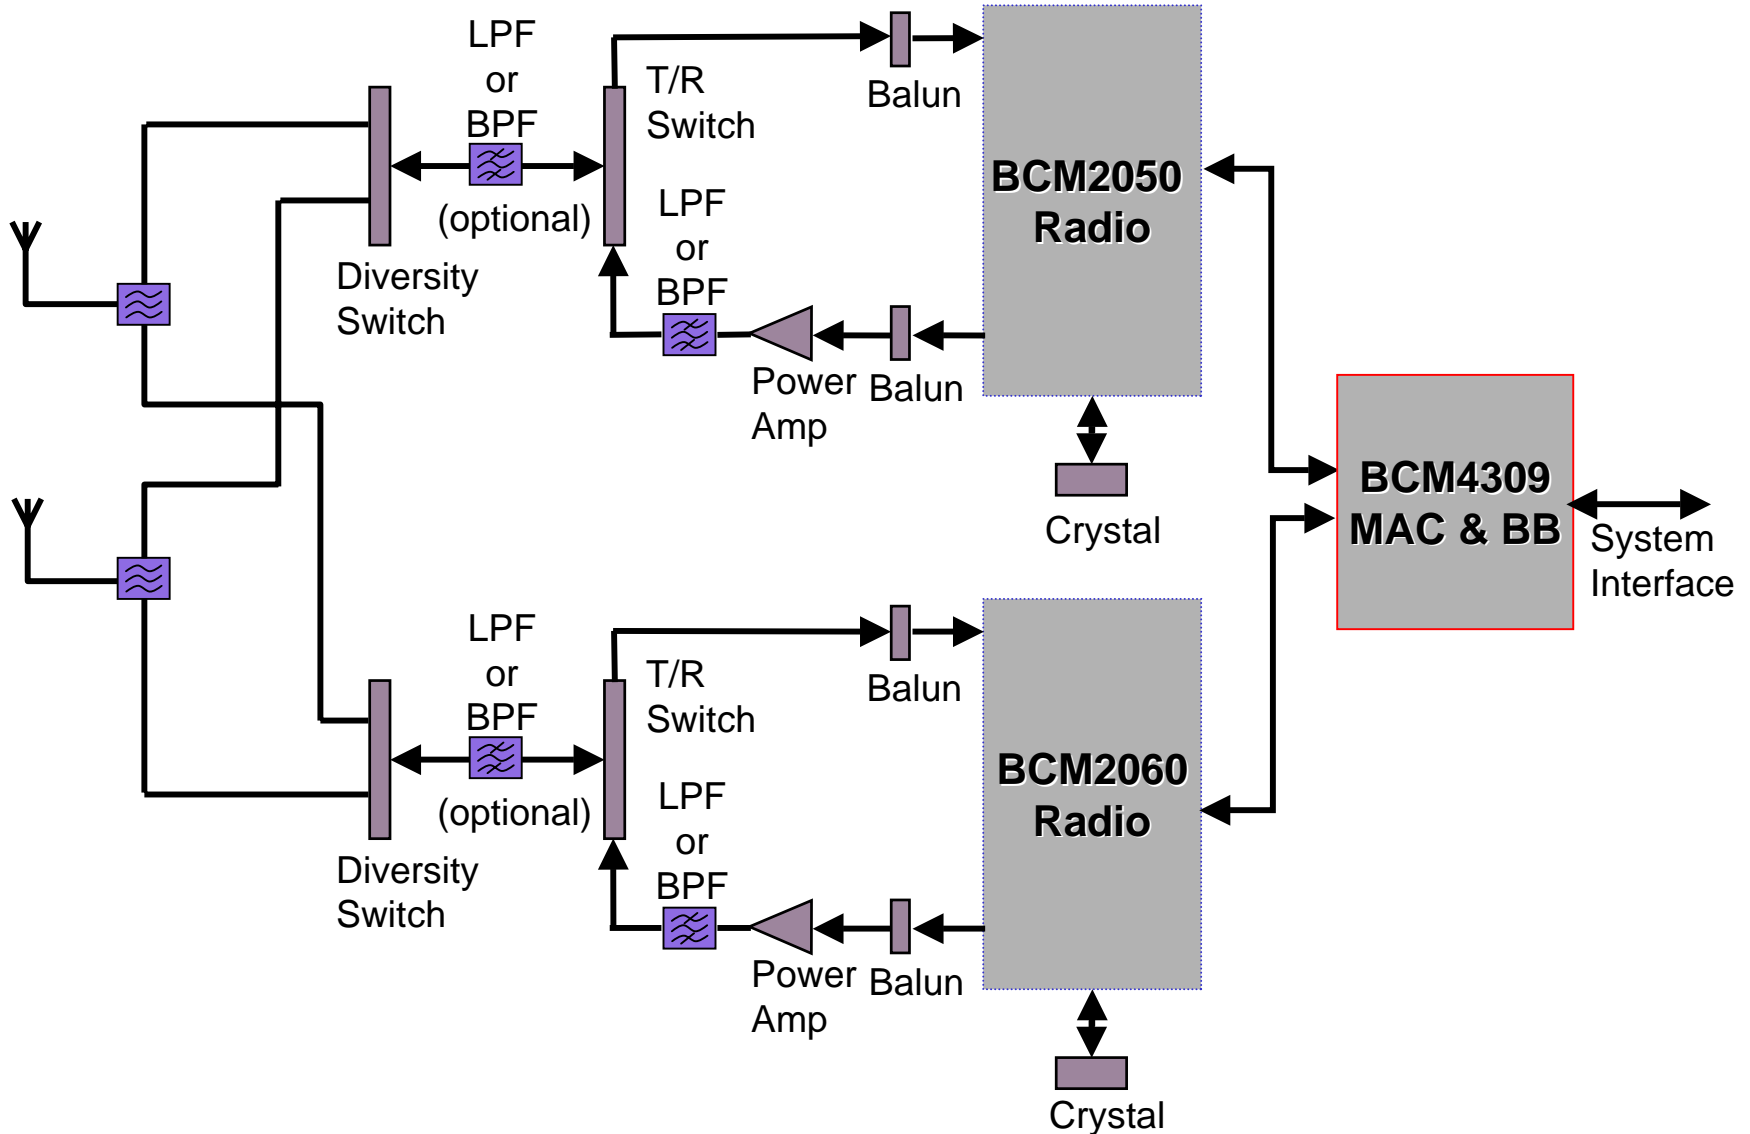 LPF
or
BPF
(optional)
Diversity
Switch
T/R
Switch
LPF
or
BPF
Power
Amp
Balun
Balun
BCM2050
Radio
Crystal
BCM4309
MAC & BB
System
Interface
LPF
or
BPF
(optional)
Diversity
Switch
T/R
Switch
LPF
or
BPF
Power
Amp
Balun
Balun
BCM2060
Radio
Crystal